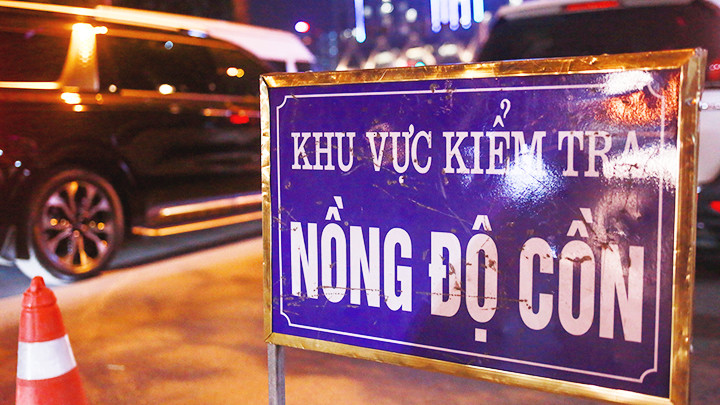 KHU VỰC KIỂM TRA
NỒNG ĐỘ CỒN